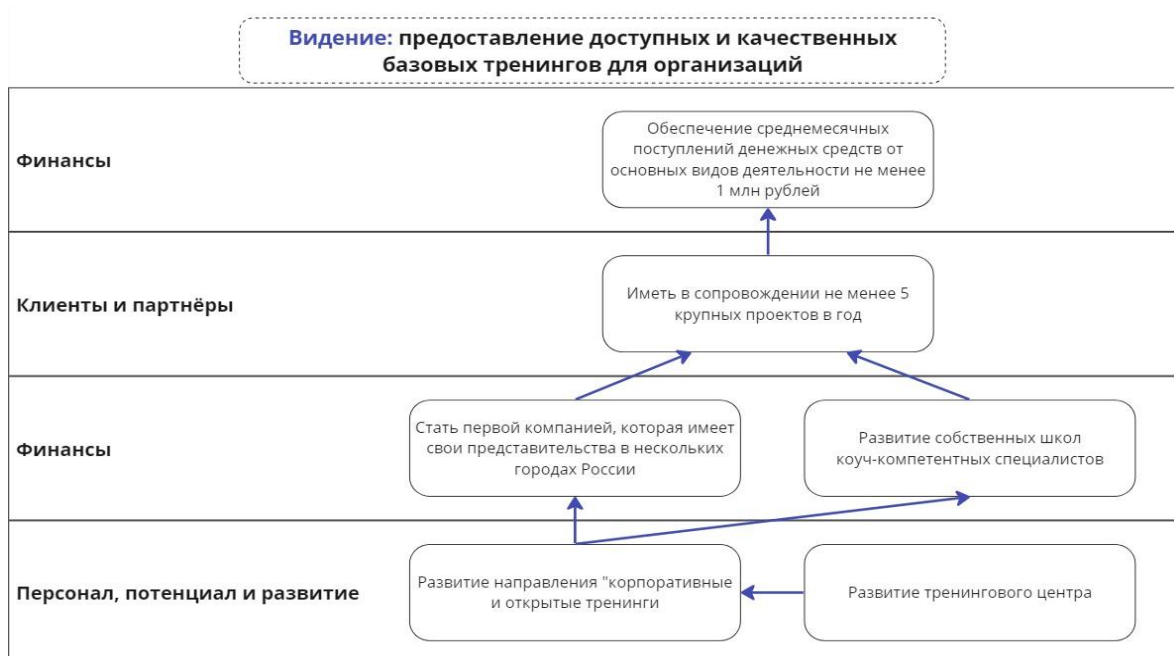 Видение: предоставление доступных и качественных
базовых тренингов для организаций
Финансы
Обеспечение среднемесячных
поступлений денежных средств от
основных видов деятельности не менее
1 млн рублей
Клиенты и партнёры
Иметь в сопровождении не менее 5
крупных проектов в год
Финансы
Стать первой компанией, которая имеет
свои представительства в нескольких
городах России
Развитие собственных школ
коуч-компетентных специалистов
Персонал, потенциал и развитие
Развитие направления "корпоративные
и открытые тренинги
Развитие тренингового центра